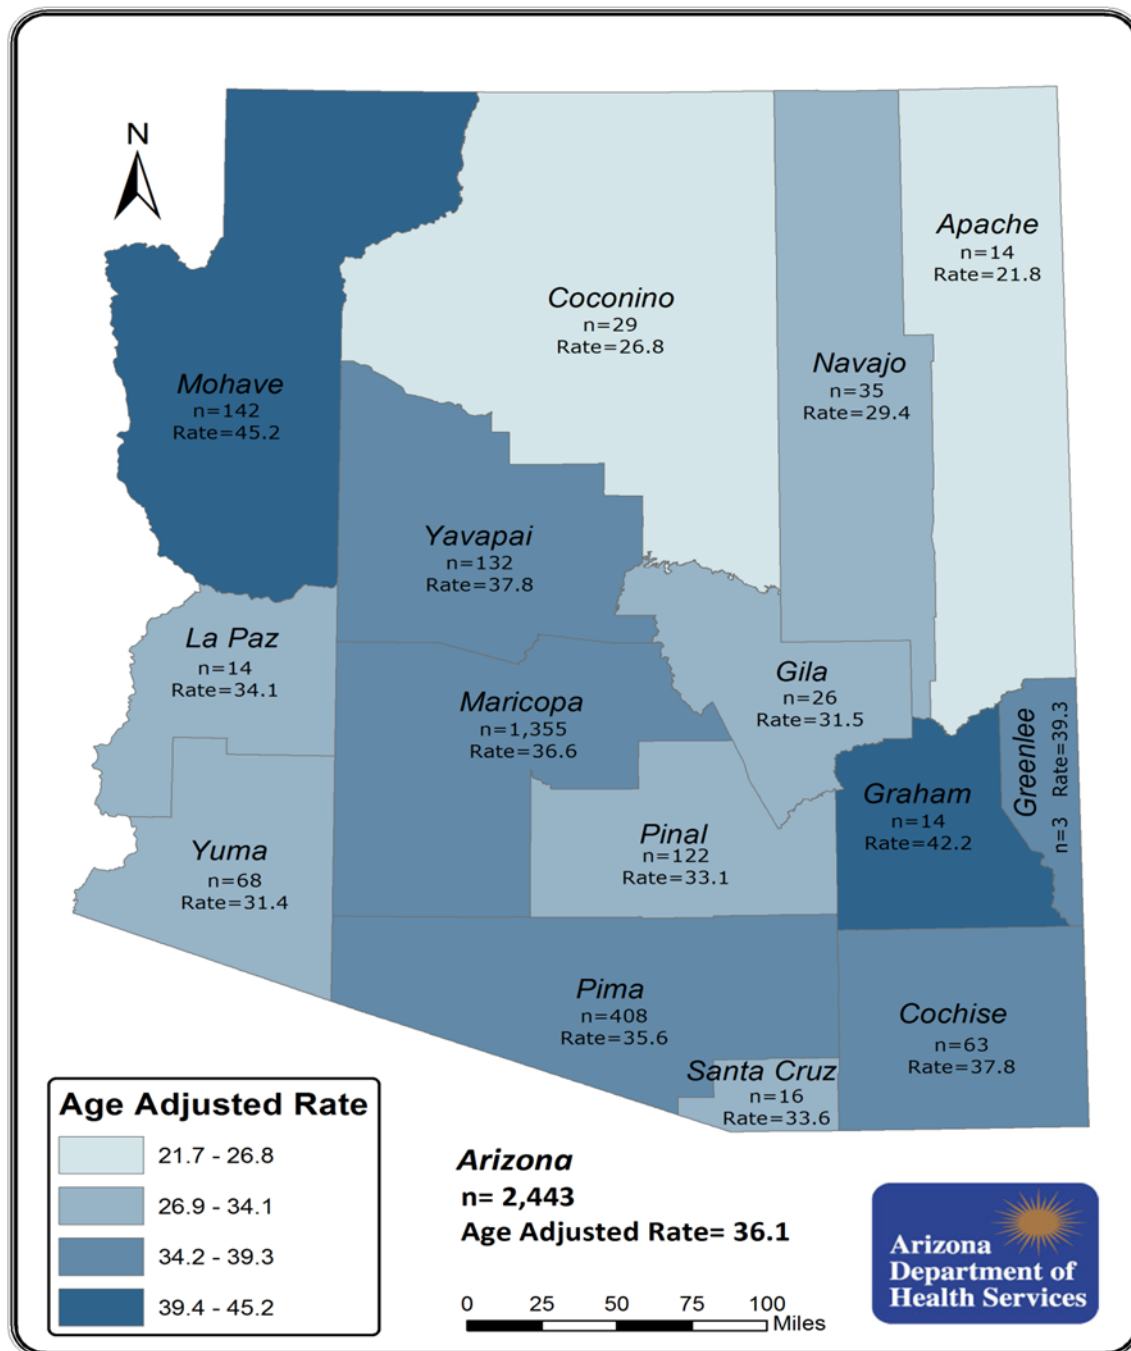 N
Apache
n=14
Rate=21.8
Coconino
n=29
Rate=26.8
Navajo
n=35
Rate=29.4
Mohave
n=142
Rate=45.2
Yavapai
n=132
Rate=37.8
La Paz
n=14
Rate=34.1
Gila
n=26
Rate=31.5
Maricopa
n=1,355
Rate=36.6
Greenlee
n=3 Rate=39.3
Graham
n=14
Rate=42.2
Pinal
n=122
Rate=33.1
Yuma
n=68
Rate=31.4
Pima
n=408
Rate=35.6
Cochise
n=63
Rate=37.8
Santa Cruz
n=16
Rate=33.6
Age Adjusted Rate
21.7 - 26.8
26.9 - 34.1
34.2 - 39.3
39.4 - 45.2
Arizona
n= 2,443
Age Adjusted Rate= 36.1
0 25 50 75 100
Miles
Arizona
Department of
Health Services